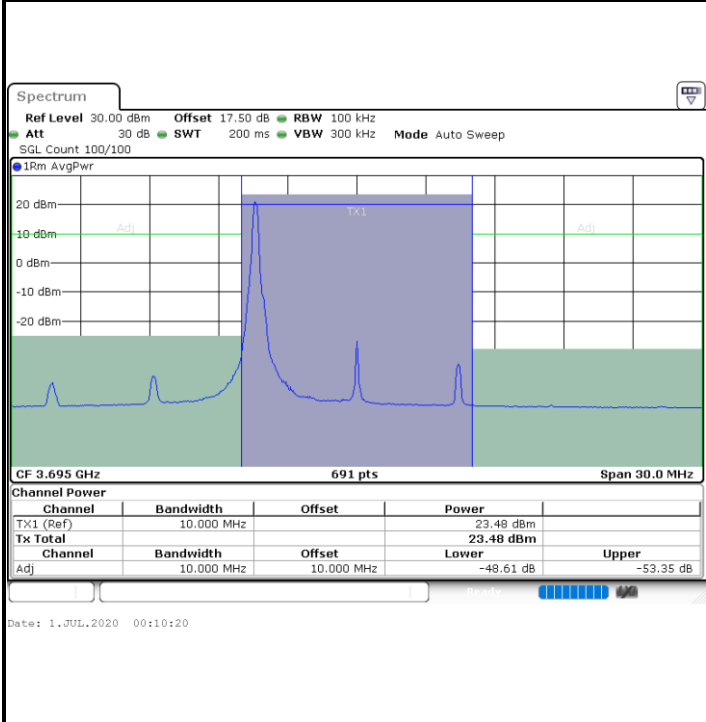 Spectrum
Ref Level 30.00 dBm Offset 17.50 dB RBW 100 kHz
Att 30 dB SWT 200 ms VBW 300 kHz Mode Auto Sweep
SGL Count 100/100
1Rm AvgPwr
20 dBm
TX1
Adj
Adj
10 dBm
0 dBm
-10 dBm
-20 dBm
CF 3.695 GHz 691 pts Span 30.0 MHz
Channel Power
Channel Bandwidth Offset Power
TX1 (Ref) 10.000 MHz 23.48 dBm
Tx Total 23.48 dBm
Channel Bandwidth Offset Lower Upper
Adj 10.000 MHz 10.000 MHz -48.61 dB -53.35 dB
Ready
Date: 1.JUL.2020 00:10:20